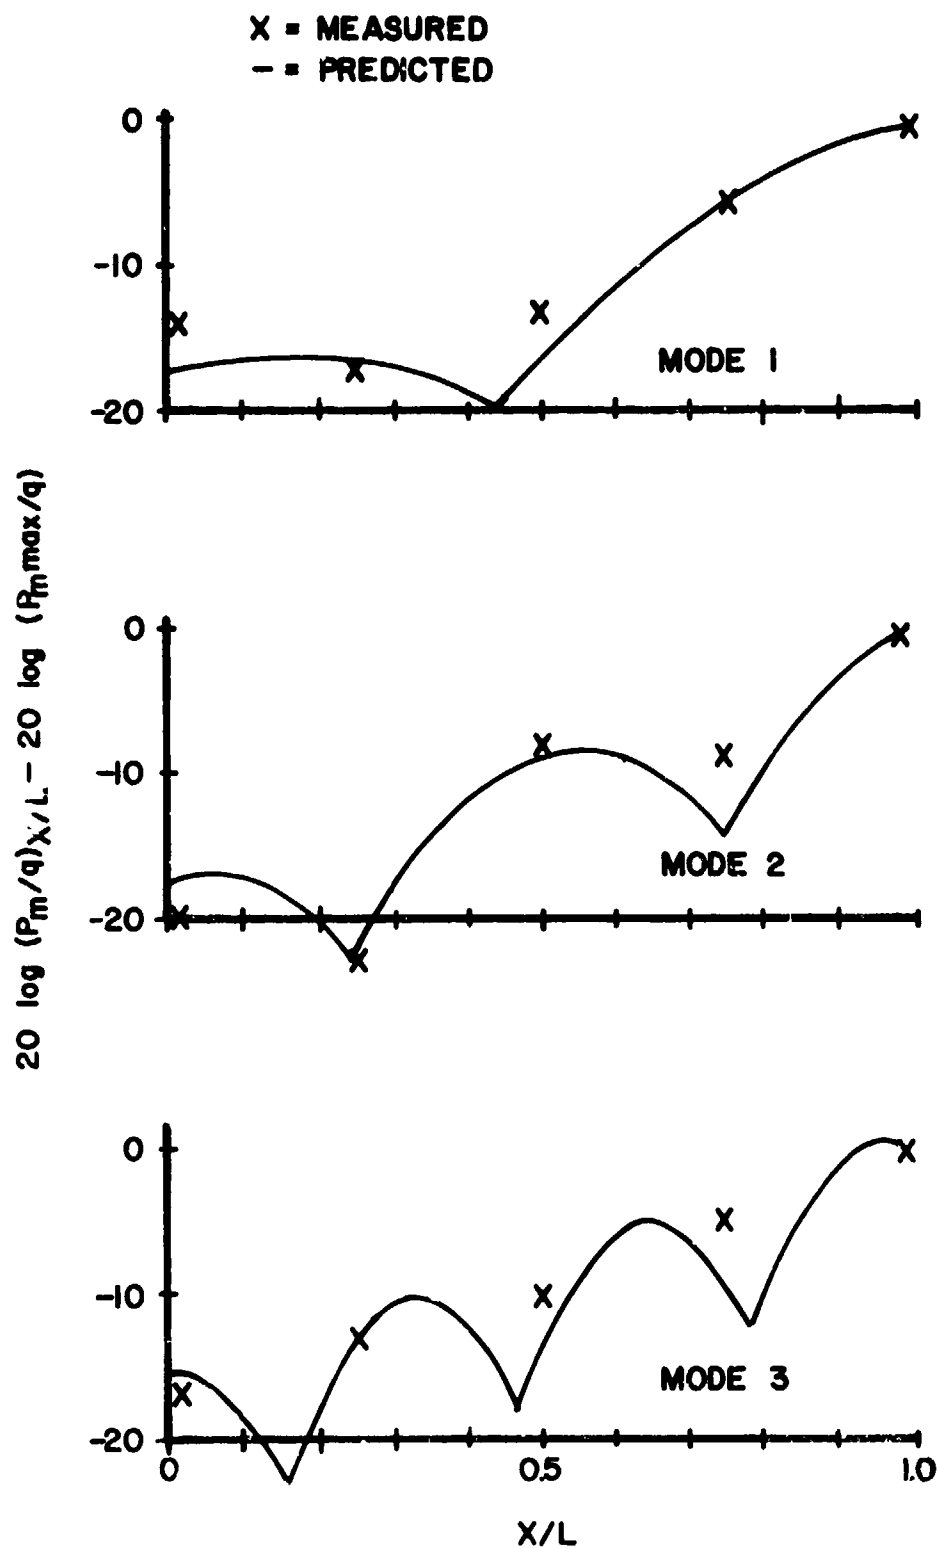 X = MEASURED
– = PREDICTED
0
-10
-20
MODE 1
20 log (Pm/q)X/L – 20 log (Pmmax/q)
0
-10
-20
MODE 2
0
-10
-20
MODE 3
0 0.5 1.0
X/L